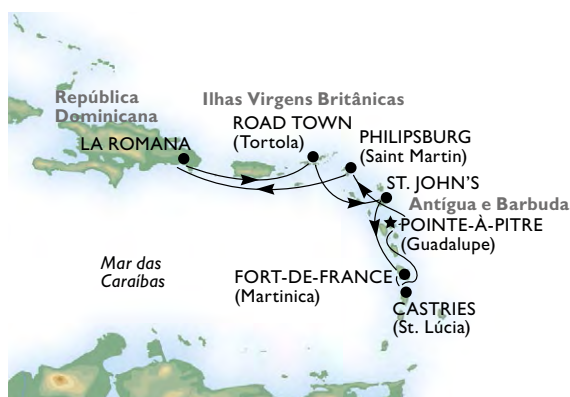 República
Dominicana
Ilhas Virgens Britânicas
ROAD TOWN
(Tortola)
LA ROMANA
PHILIPSBURG
(Saint Martin)
ST. JOHN'S
Antígua e Barbuda
POINTE-À-PITRE
(Guadalupe)
Mar das
Caraíbas
FORT-DE-FRANCE
(Martinica)
CASTRIES
(St. Lúcia)